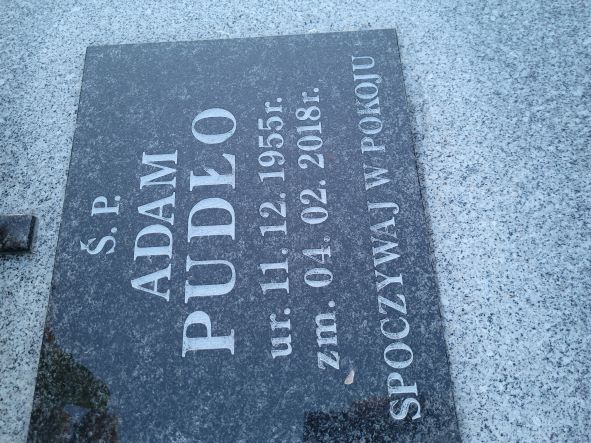 Ś. P.
ADAM
PUDŁO
ur. 11. 12. 1955r.
zm. 04. 02. 2018r.
SPOCZYWAJ W POKOJU